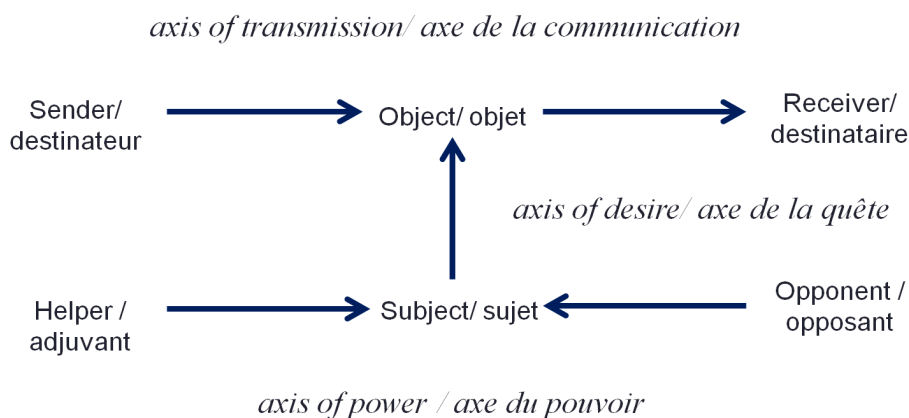 axis of transmission/ axe de la communication
Sender/
destinateur
Object/ objet
Receiver/
destinataire
axis of desire/ axe de la quête
Helper /
adjuvant
Subject/ sujet
Opponent /
opposant
axis of power / axe du pouvoir